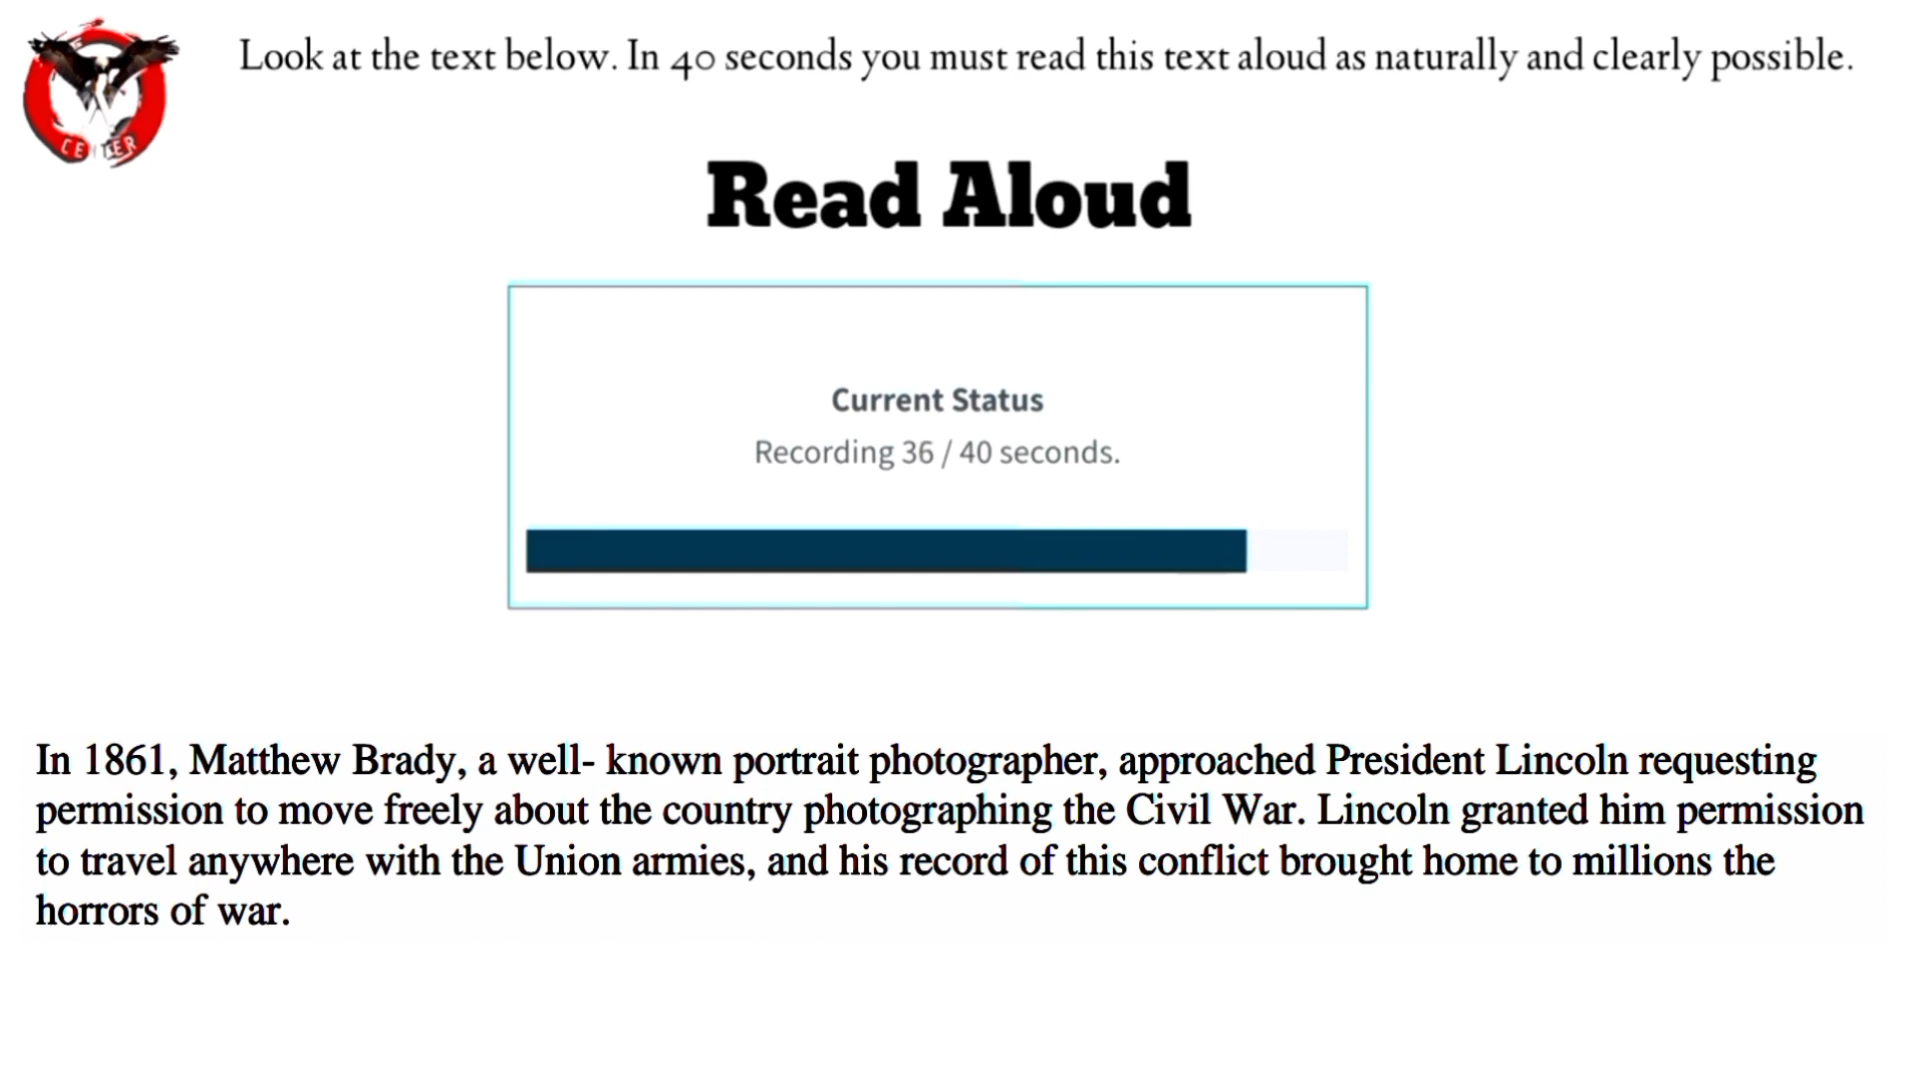 CENTER
Look at the text below. In 40 seconds you must read this text aloud as naturally and clearly possible.
Read Aloud
Current Status
Recording 36 / 40 seconds.
In 1861, Matthew Brady, a well- known portrait photographer, approached President Lincoln requesting
permission to move freely about the country photographing the Civil War. Lincoln granted him permission
to travel anywhere with the Union armies, and his record of this conflict brought home to millions the
horrors of war.